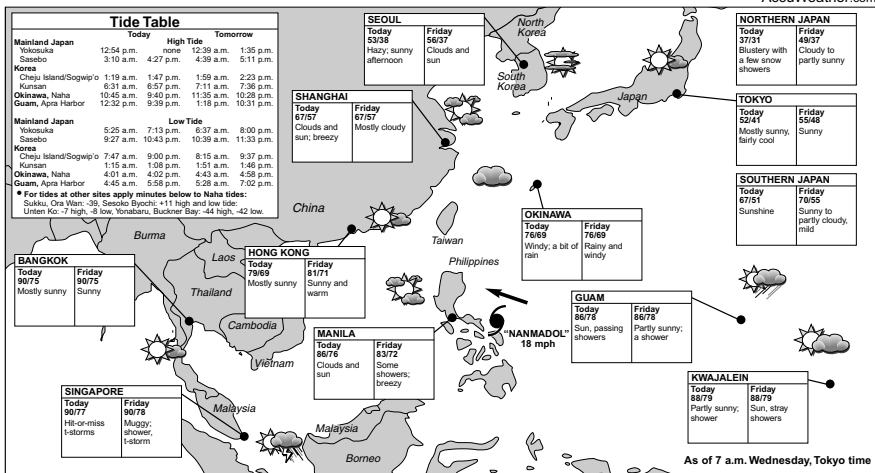 AccuWeather.com
Tide Table
Today Tomorrow
High Tide
Mainland Japan
Yokosuka 12:54 p.m. none 12:39 a.m. 1:35 p.m.
Sasebo 3:10 a.m. 4:27 p.m. 4:39 a.m. 5:11 p.m.
Korea
Cheju Island/Sogwip'o 1:19 a.m. 1:47 p.m. 1:59 a.m. 2:23 p.m.
Kunsan 6:31 a.m. 6:57 p.m. 7:11 a.m. 7:36 p.m.
Okinawa, Naha 10:45 a.m. 9:40 p.m. 11:35 a.m. 10:28 p.m.
Guam, Apra Harbor 12:32 p.m. 9:39 p.m. 1:18 p.m. 10:31 p.m.
Mainland Japan Low Tide
Yokosuka 5:25 a.m. 7:13 p.m. 6:37 a.m. 8:00 p.m.
Sasebo 9:27 a.m. 10:43 p.m. 10:39 a.m. 11:33 p.m.
Korea
Cheju Island/Sogwip'o 7:47 a.m. 9:00 p.m. 8:15 a.m. 9:37 p.m.
Kunsan 1:15 a.m. 1:08 p.m. 1:51 a.m. 1:46 p.m.
Okinawa, Naha 4:01 a.m. 4:02 p.m. 4:43 a.m. 4:58 p.m.
Guam, Apra Harbor 4:45 a.m. 5:58 p.m. 5:28 a.m. 7:02 p.m.
• For tides at other sites apply minutes below to Naha tides:
Sukku, Ora Wan: -39, Sesoko Byochi: +11 high and low tide:
Unten Ko: -7 high, -8 low, Yonabaru, Buckner Bay: -44 high, -42 low.
SEOUL
Today Friday
53/38 56/37
Hazy; sunny afternoon
Clouds and sun
North Korea
South Korea
Japan
NORTHERN JAPAN
Today Friday
37/31 49/37
Blustery with a few snow showers
Cloudy to partly sunny
SHANGHAI
Today Friday
67/57 67/57
Clouds and sun; breezy
Mostly cloudy
TOKYO
Today Friday
52/41 55/48
Mostly sunny, fairly cool
Sunny
SOUTHERN JAPAN
Today Friday
67/51 70/55
Sunshine
Sunny to partly cloudy, mild
China
Taiwan
OKINAWA
Today Friday
76/69 76/69
Windy; a bit of rain
Rainy and windy
Burma
Laos
Thailand
Cambodia
Vietnam
Philippines
BANGKOK
Today Friday
90/75 90/75
Mostly sunny
Sunny
HONG KONG
Today Friday
79/69 81/71
Mostly sunny
Sunny and warm
GUAM
Today Friday
86/78 86/78
Sun, passing showers
Partly sunny; a shower
"NANMADOL"
18 mph
MANILA
Today Friday
86/76 83/72
Clouds and sun
Some showers; breezy
SINGAPORE
Today Friday
90/77 90/78
Hit-or-miss t-storms
Muggy; shower, t-storm
Malaysia
Malaysia
Borneo
KWAJALEIN
Today Friday
88/79 88/79
Partly sunny; shower
Sun, stray showers
As of 7 a.m. Wednesday, Tokyo time